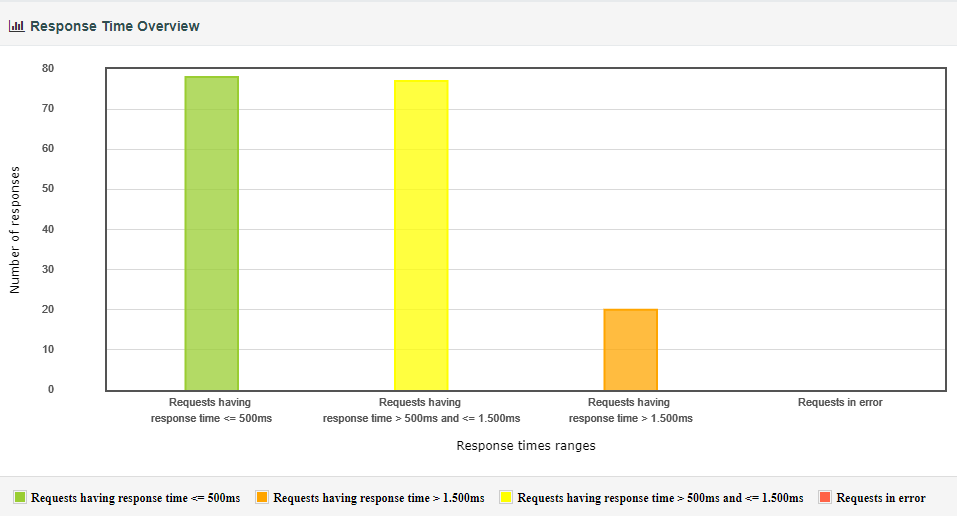 Response Time Overview
80
70
60
50
40
30
20
10
0
Number of responses
Requests having
response time <= 500ms
Requests having
response time > 500ms and <= 1.500ms
Requests having
response time > 1.500ms
Requests in error
Response times ranges
Requests having response time <= 500ms Requests having response time > 1.500ms Requests having response time > 500ms and <= 1.500ms Requests in error